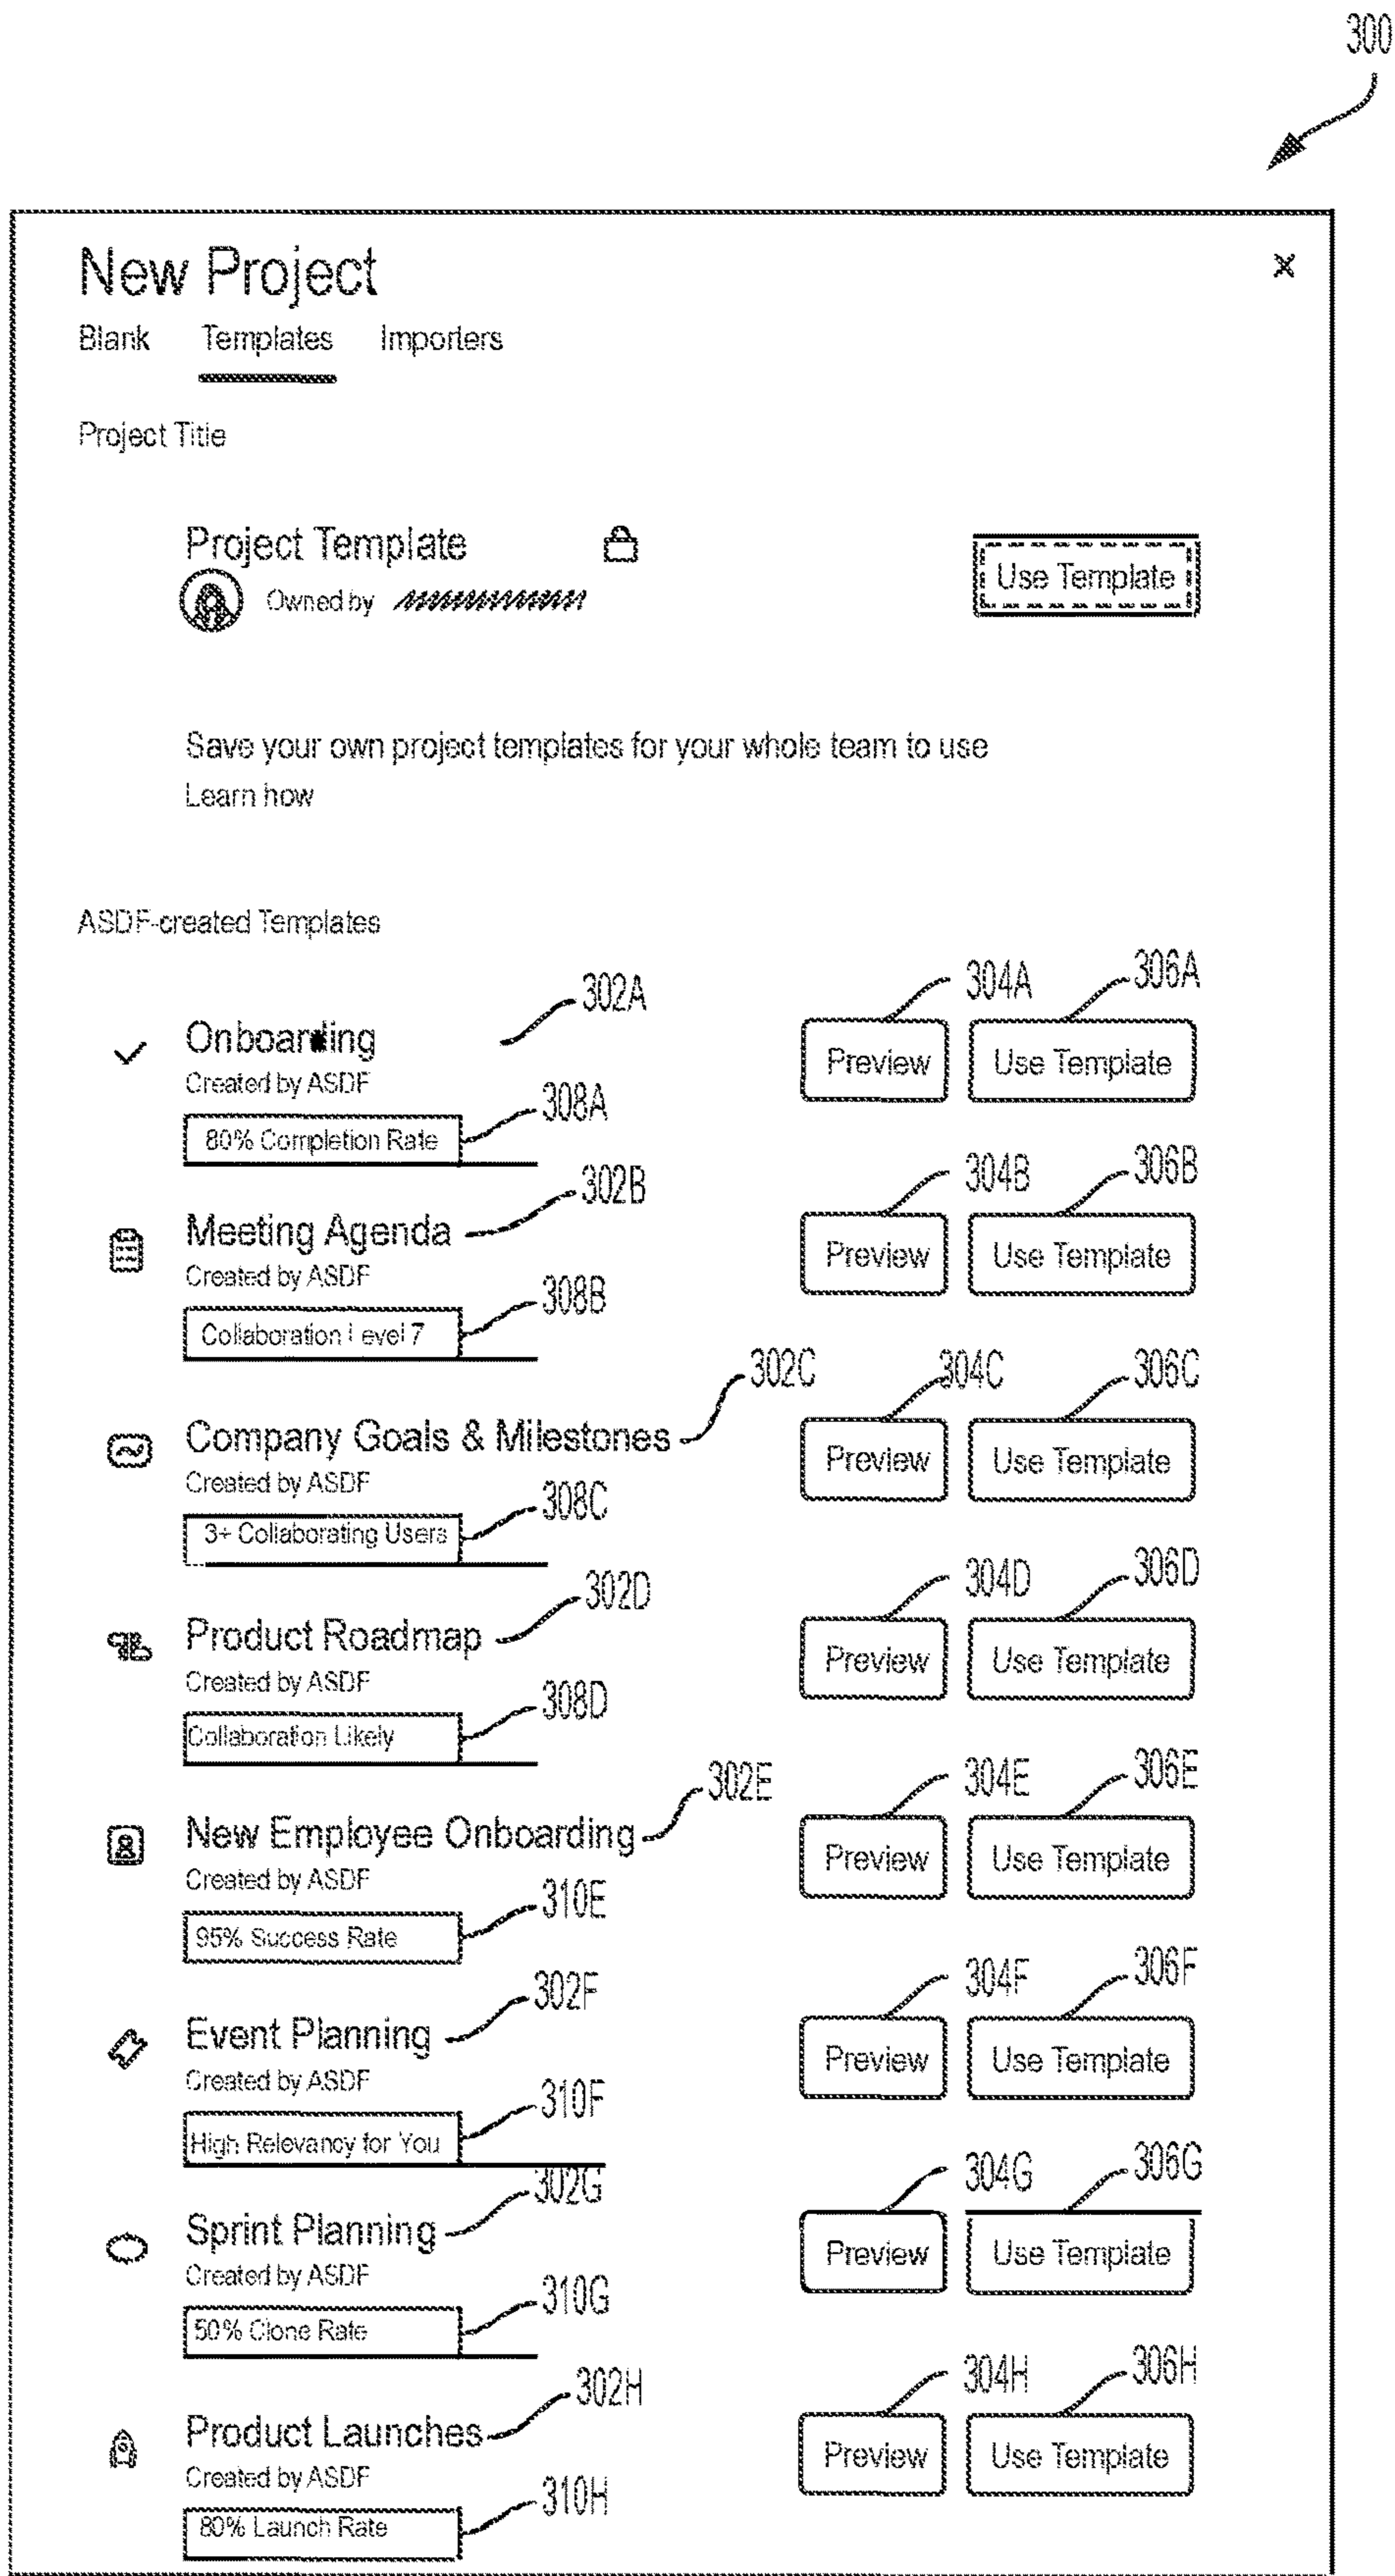 300
New Project x
Blank Templates Importers
Project Title
Project Template
Owned by
Use Template
Save your own project templates for your whole team to use
Learn how
ASDF-created Templates
302A 304A 306A
Onboarding Preview Use Template
Created by ASDF
308A
80% Completion Rate
302B 304B 306B
Meeting Agenda Preview Use Template
Created by ASDF
308B
Collaboration Level 7
302C 304C 306C
Company Goals & Milestones Preview Use Template
Created by ASDF
308C
3+ Collaborating Users
302D 304D 306D
Product Roadmap Preview Use Template
Created by ASDF
308D
Collaboration Likely
302E 304E 306E
New Employee Onboarding Preview Use Template
Created by ASDF
310E
95% Success Rate
302F 304F 306F
Event Planning Preview Use Template
Created by ASDF
310F
High Relevancy for You
302G 304G 306G
Sprint Planning Preview Use Template
Created by ASDF
310G
50% Clone Rate
302H 304H 306H
Product Launches Preview Use Template
Created by ASDF
310H
80% Launch Rate